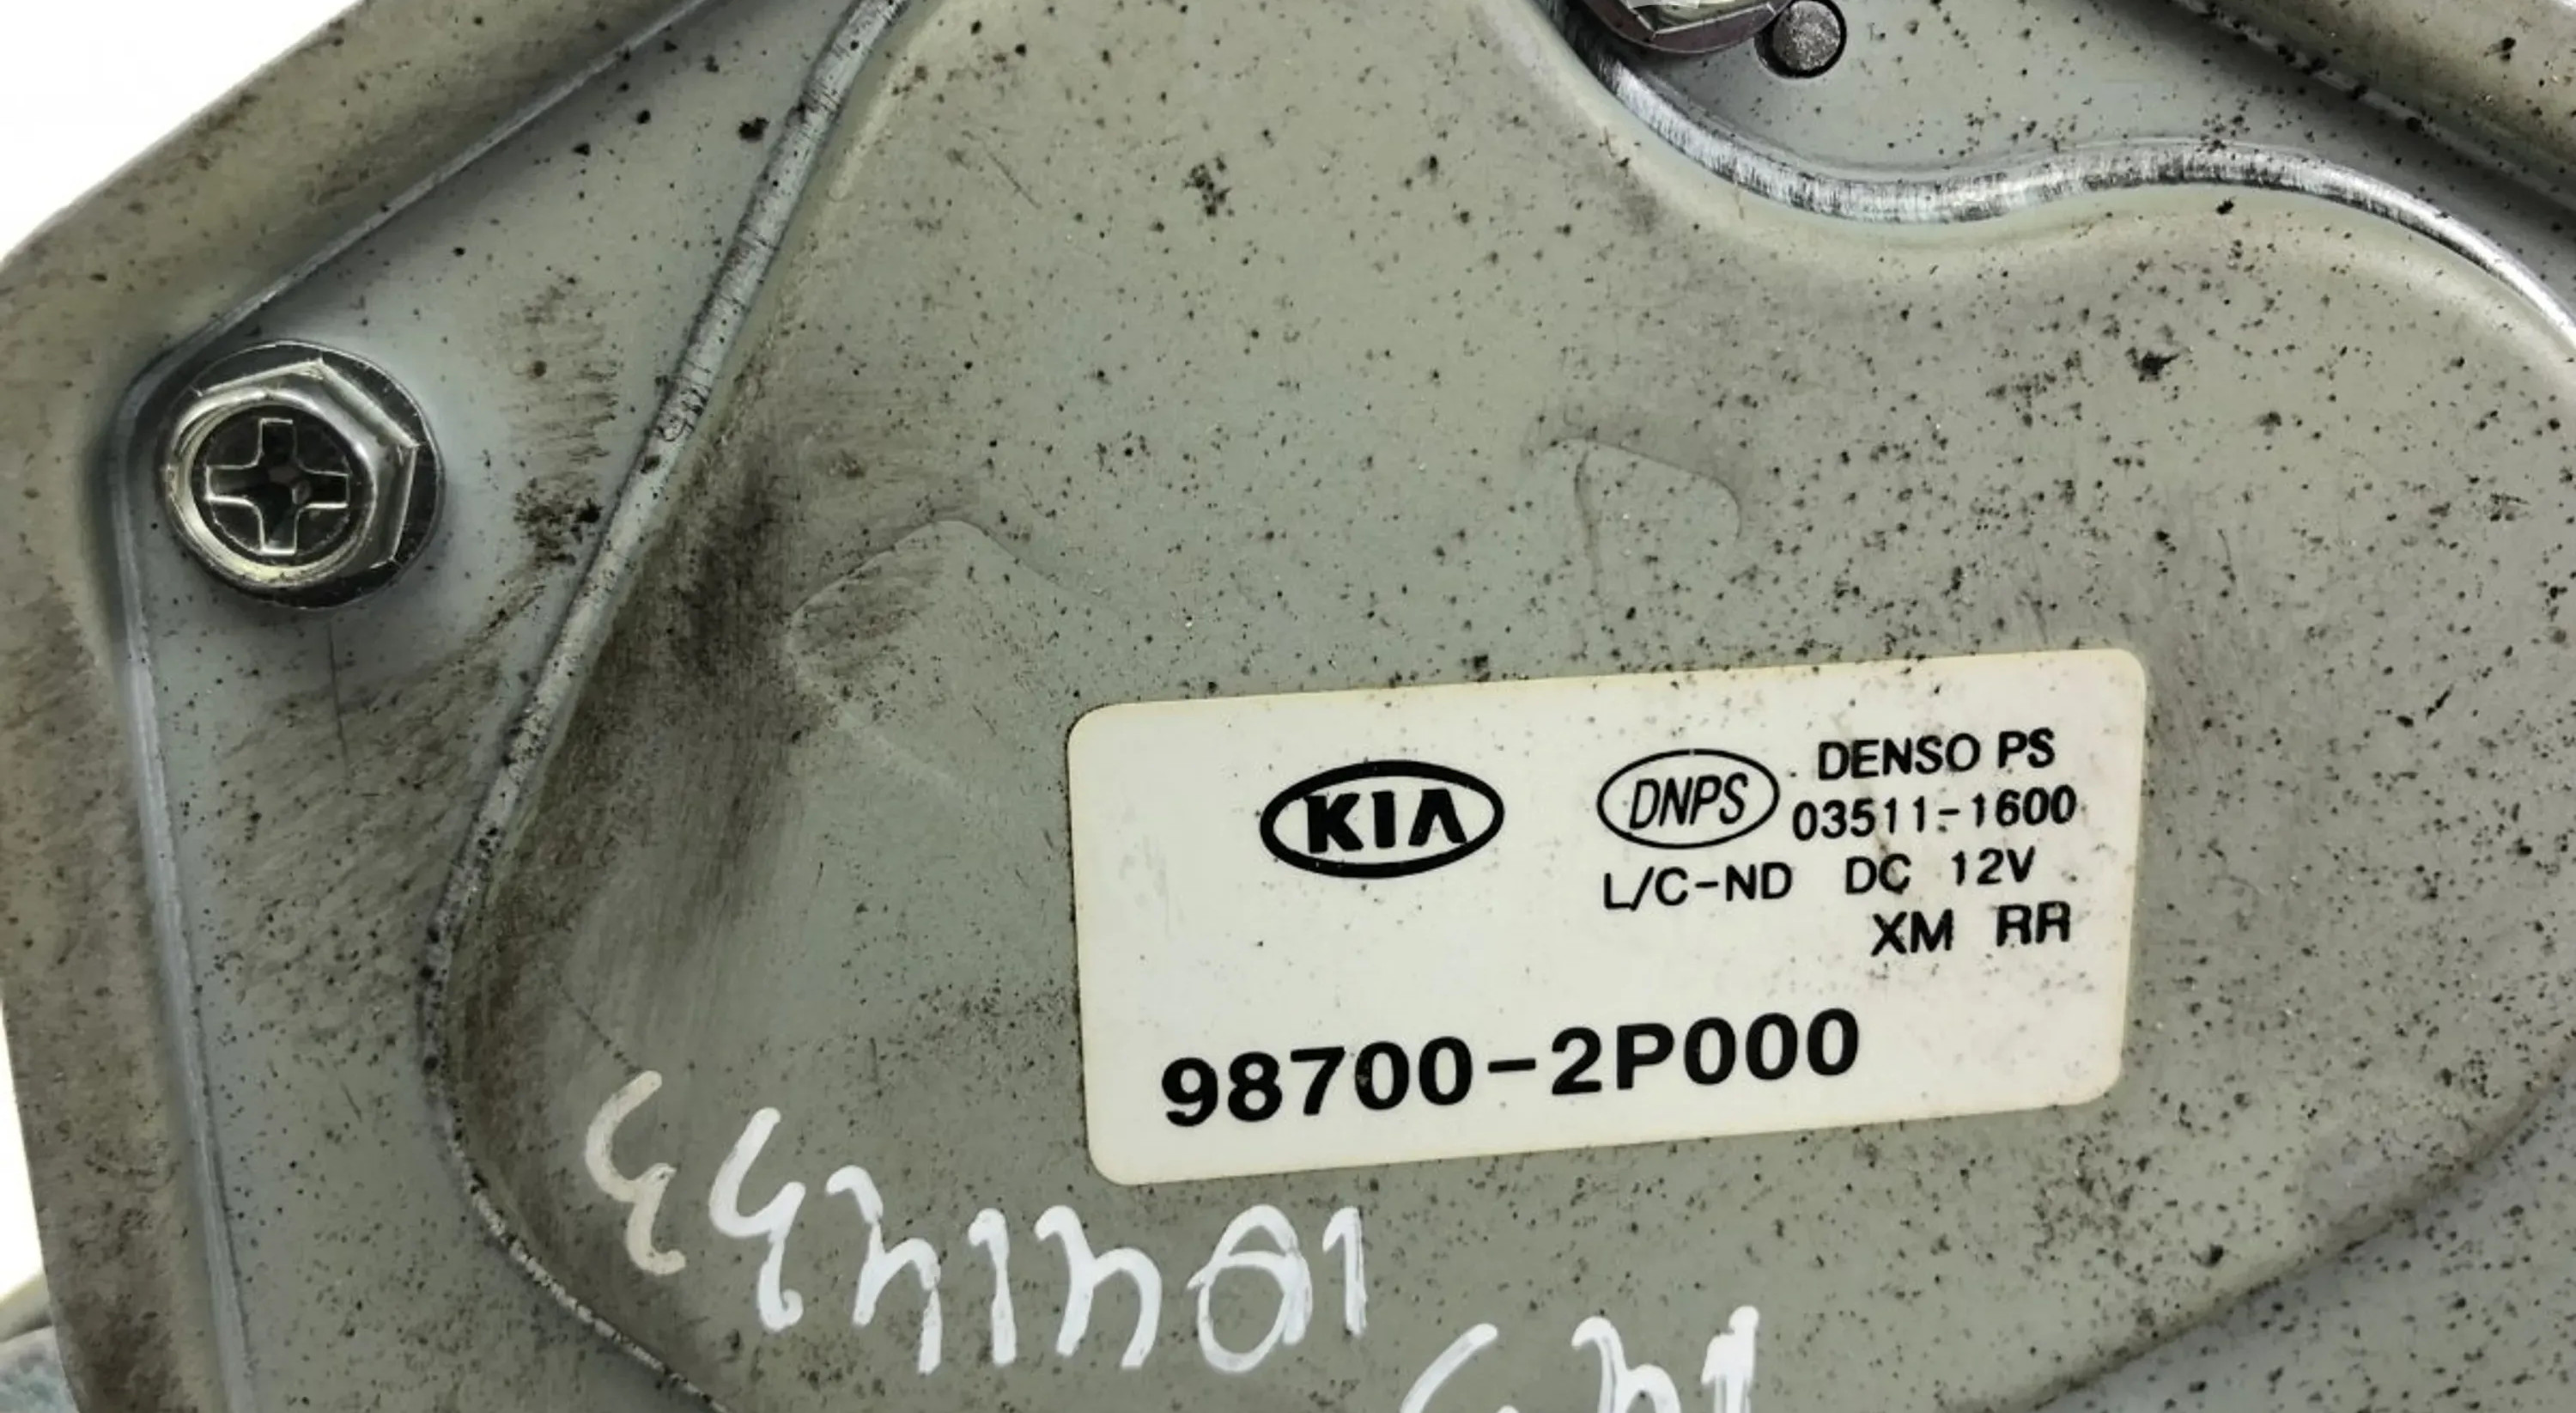 KIA
DNPS DENSO PS
03511-1600
L/C-ND DC 12V
XM RR
98700-2P000